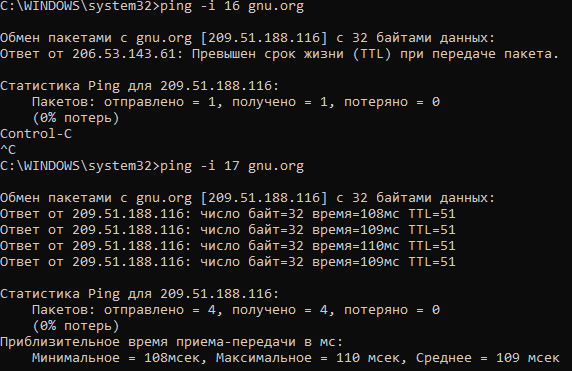 C:\WINDOWS\system32>ping -i 16 gnu.org
Обмен пакетами с gnu.org [209.51.188.116] с 32 байтами данных:
Ответ от 206.53.143.61: Превышен срок жизни (TTL) при передаче пакета.
Статистика Ping для 209.51.188.116:
Пакетов: отправлено = 1, получено = 1, потеряно = 0
(0% потерь)
Control-C
^C
C:\WINDOWS\system32>ping -i 17 gnu.org
Обмен пакетами с gnu.org [209.51.188.116] с 32 байтами данных:
Ответ от 209.51.188.116: число байт=32 время=108мс TTL=51
Ответ от 209.51.188.116: число байт=32 время=109мс TTL=51
Ответ от 209.51.188.116: число байт=32 время=110мс TTL=51
Ответ от 209.51.188.116: число байт=32 время=109мс TTL=51
Статистика Ping для 209.51.188.116:
Пакетов: отправлено = 4, получено = 4, потеряно = 0
(0% потерь)
Приблизительное время приема-передачи в мс:
Минимальное = 108мсек, Максимальное = 110 мсек, Среднее = 109 мсек